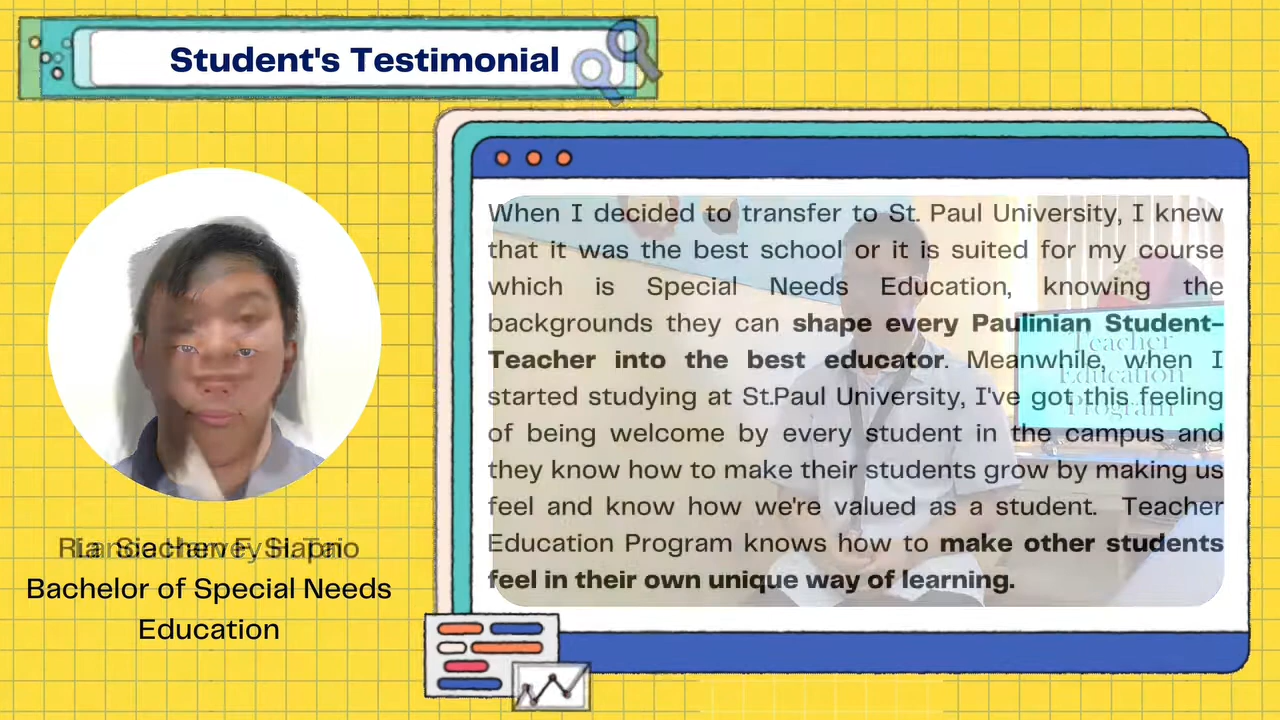 Student's Testimonial
When I decided to transfer to St. Paul University, I knew
that it was the best school or it is suited for my course
which is Special Needs Education, knowing the
backgrounds they can shape every Paulinian Student-
Teacher into the best educator. Meanwhile, when I
started studying at St.Paul University, I've got this feeling
of being welcome by every student in the campus and
they know how to make their students grow by making us
feel and know how we're valued as a student. Teacher
Education Program knows how to make other students
feel in their own unique way of learning.
Teacher
Education
Program
Bachelor of Special Needs
Education